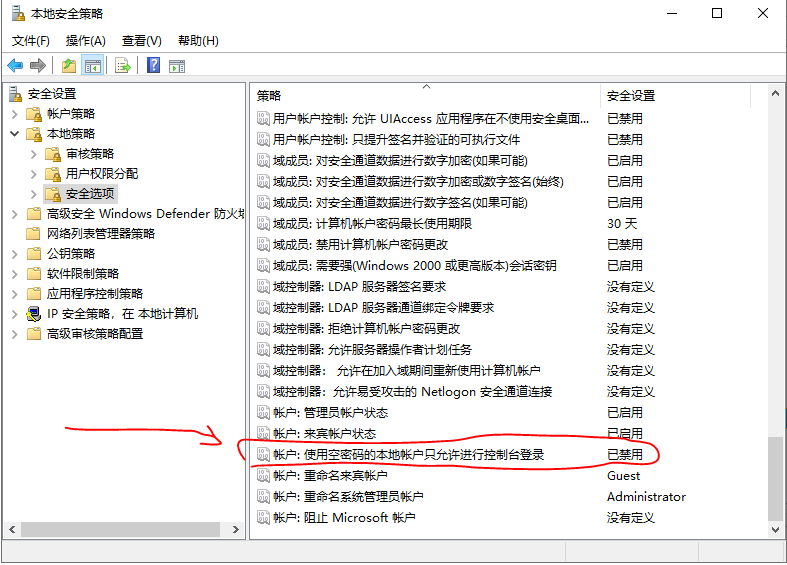 本地安全策略
文件(F) 操作(A) 查看(V) 帮助(H)
安全设置
帐户策略
本地策略
审核策略
用户权限分配
安全选项
高级安全 Windows Defender 防火墙
网络列表管理器策略
公钥策略
软件限制策略
应用程序控制策略
IP 安全策略，在 本地计算机
高级审核策略配置
策略 安全设置
用户帐户控制: 允许 UIAccess 应用程序在不使用安全桌面... 已禁用
用户帐户控制: 只提升签名并验证的可执行文件 已禁用
域成员: 对安全通道数据进行数字加密(如果可能) 已启用
域成员: 对安全通道数据进行数字加密或数字签名(始终) 已启用
域成员: 对安全通道数据进行数字签名(如果可能) 已启用
域成员: 计算机帐户密码最长使用期限 30 天
域成员: 禁用计算机帐户密码更改 已禁用
域成员: 需要强(Windows 2000 或更高版本)会话密钥 已启用
域控制器: LDAP 服务器签名要求 没有定义
域控制器: LDAP 服务器通道绑定令牌要求 没有定义
域控制器: 拒绝计算机帐户密码更改 没有定义
域控制器: 允许服务器操作者计划任务 没有定义
域控制器： 允许在加入域期间重新使用计算机帐户 没有定义
域控制器：允许易受攻击的 Netlogon 安全通道连接 没有定义
帐户: 管理员帐户状态 已启用
帐户: 来宾帐户状态 已启用
帐户: 使用空密码的本地帐户只允许进行控制台登录 已禁用
帐户: 重命名来宾帐户 Guest
帐户: 重命名系统管理员帐户 Administrator
帐户: 阻止 Microsoft 帐户 没有定义